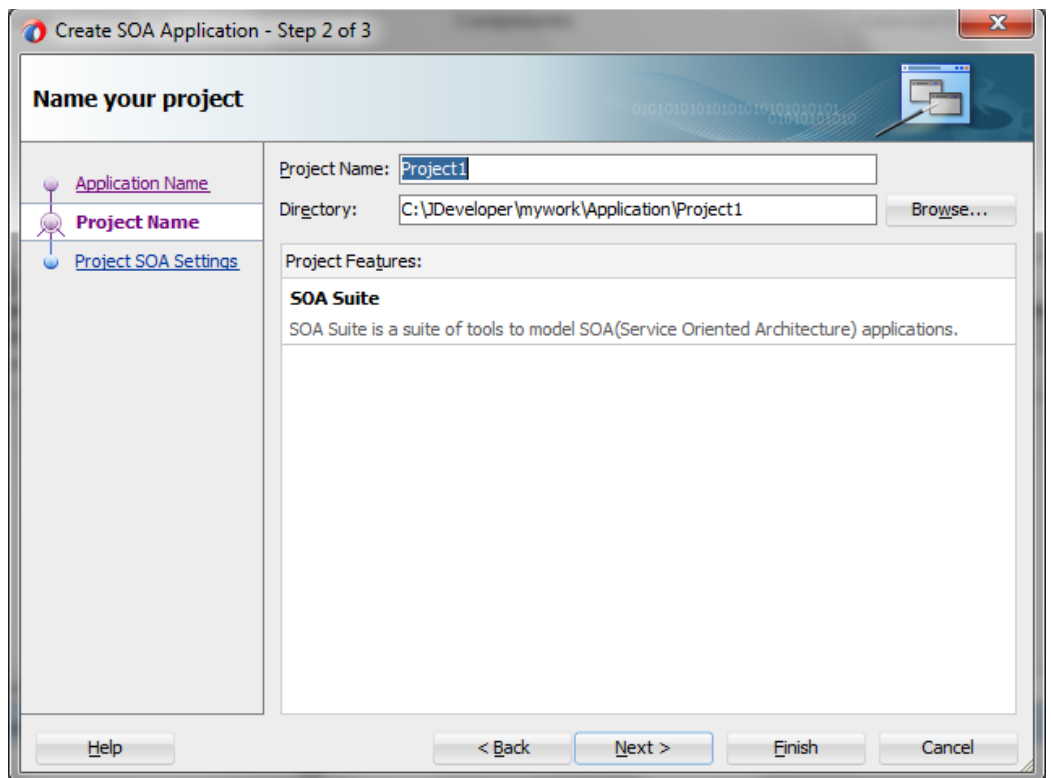 Create SOA Application - Step 2 of 3
Name your project
Application Name
Project Name
Project SOA Settings
Project Name: Project1
Directory: C:\JDeveloper\mywork\Application\Project1 Browse...
Project Features:
SOA Suite
SOA Suite is a suite of tools to model SOA(Service Oriented Architecture) applications.
Help < Back Next > Finish Cancel